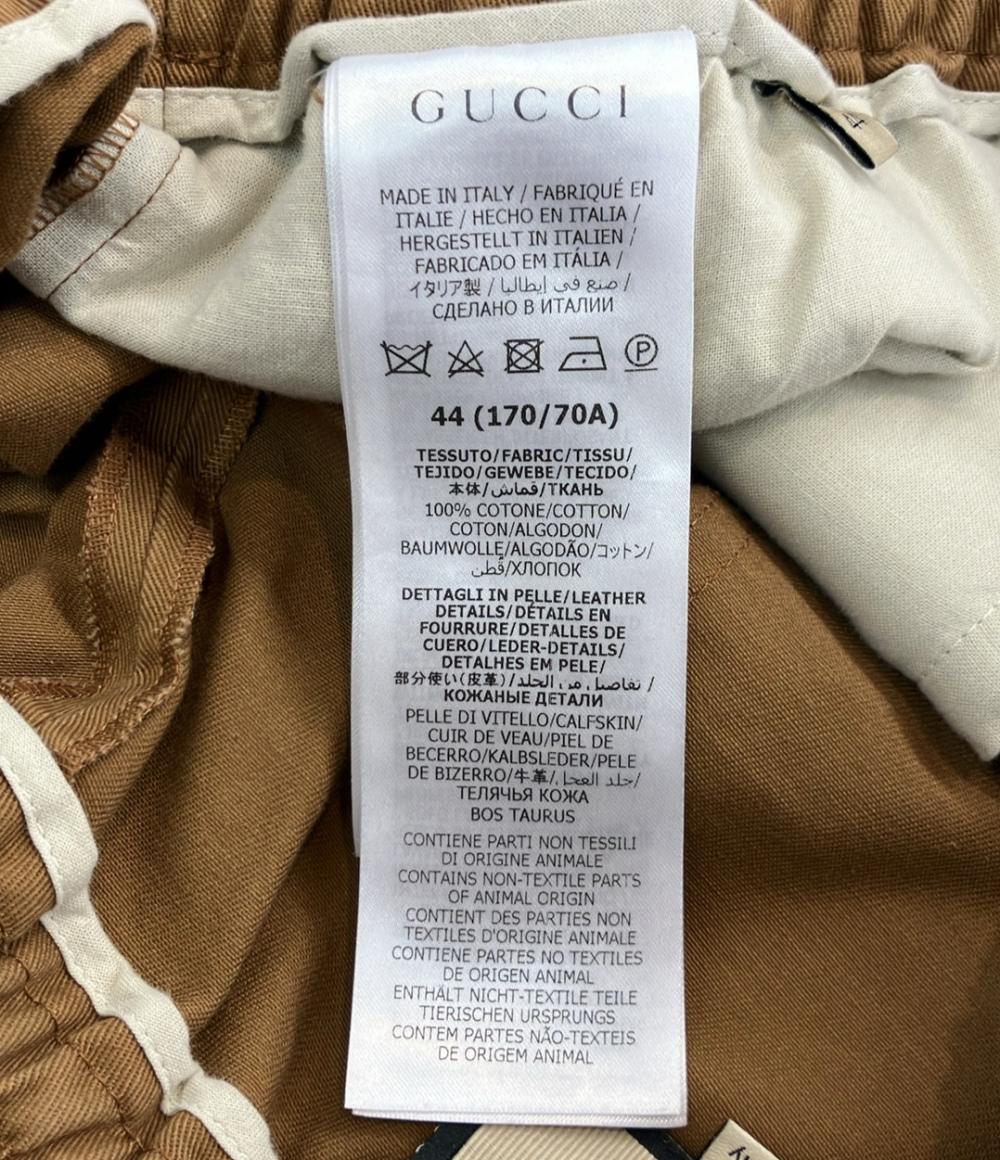 GUCCI
4
MADE IN ITALY / FABRIQUÉ EN
ITALIE / HECHO EN ITALIA /
HERGESTELLT IN ITALIEN /
FABRICADO EM ITÁLIA /
イタリア製 / صنع في إيطاليا /
СДЕЛАНО В ИТАЛИИ
P
44 (170/70A)
TESSUTO/FABRIC/TISSU/
TEJIDO/GEWEBE/TECIDO/
本体/قماش/ТКАНЬ
100% COTONE/COTTON/
COTON/ALGODON/
BAUMWOLLE/ALGODÃO/コットン/
قُطن/ХЛОПОК
DETTAGLI IN PELLE/LEATHER
DETAILS/DÉTAILS EN
FOURRURE/DETALLES DE
CUERO/LEDER-DETAILS/
DETALHES EM PELE/
部分使い(皮革)/تفاصيل من الجلد /
КОЖАНЫЕ ДЕТАЛИ
PELLE DI VITELLO/CALFSKIN/
CUIR DE VEAU/PIEL DE
BECERRO/KALBSLEDER/PELE
DE BIZERRO/牛革/جلد العجل/
ТЕЛЯЧЬЯ КОЖА
BOS TAURUS
CONTIENE PARTI NON TESSILI
DI ORIGINE ANIMALE
CONTAINS NON-TEXTILE PARTS
OF ANIMAL ORIGIN
CONTIENT DES PARTIES NON
TEXTILES D'ORIGINE ANIMALE
CONTIENE PARTES NO TEXTILES
DE ORIGEN ANIMAL
ENTHÄLT NICHT-TEXTILE TEILE
TIERISCHEN URSPRUNGS
CONTEM PARTES NÃO-TEXTEIS
DE ORIGEM ANIMAL